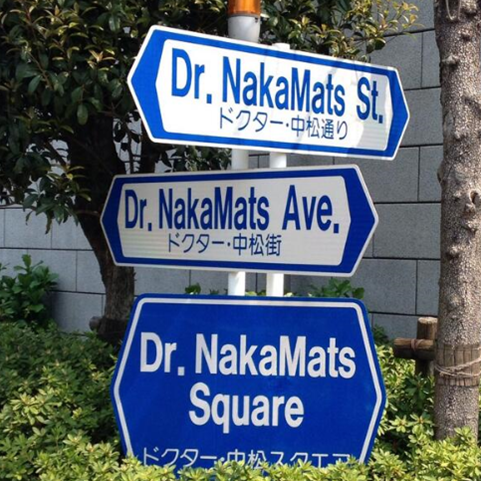 Dr. NakaMats St.
ドクター・中松通り
Dr. NakaMats Ave.
ドクター・中松街
Dr. NakaMats
Square
ドクター・中松スクエア